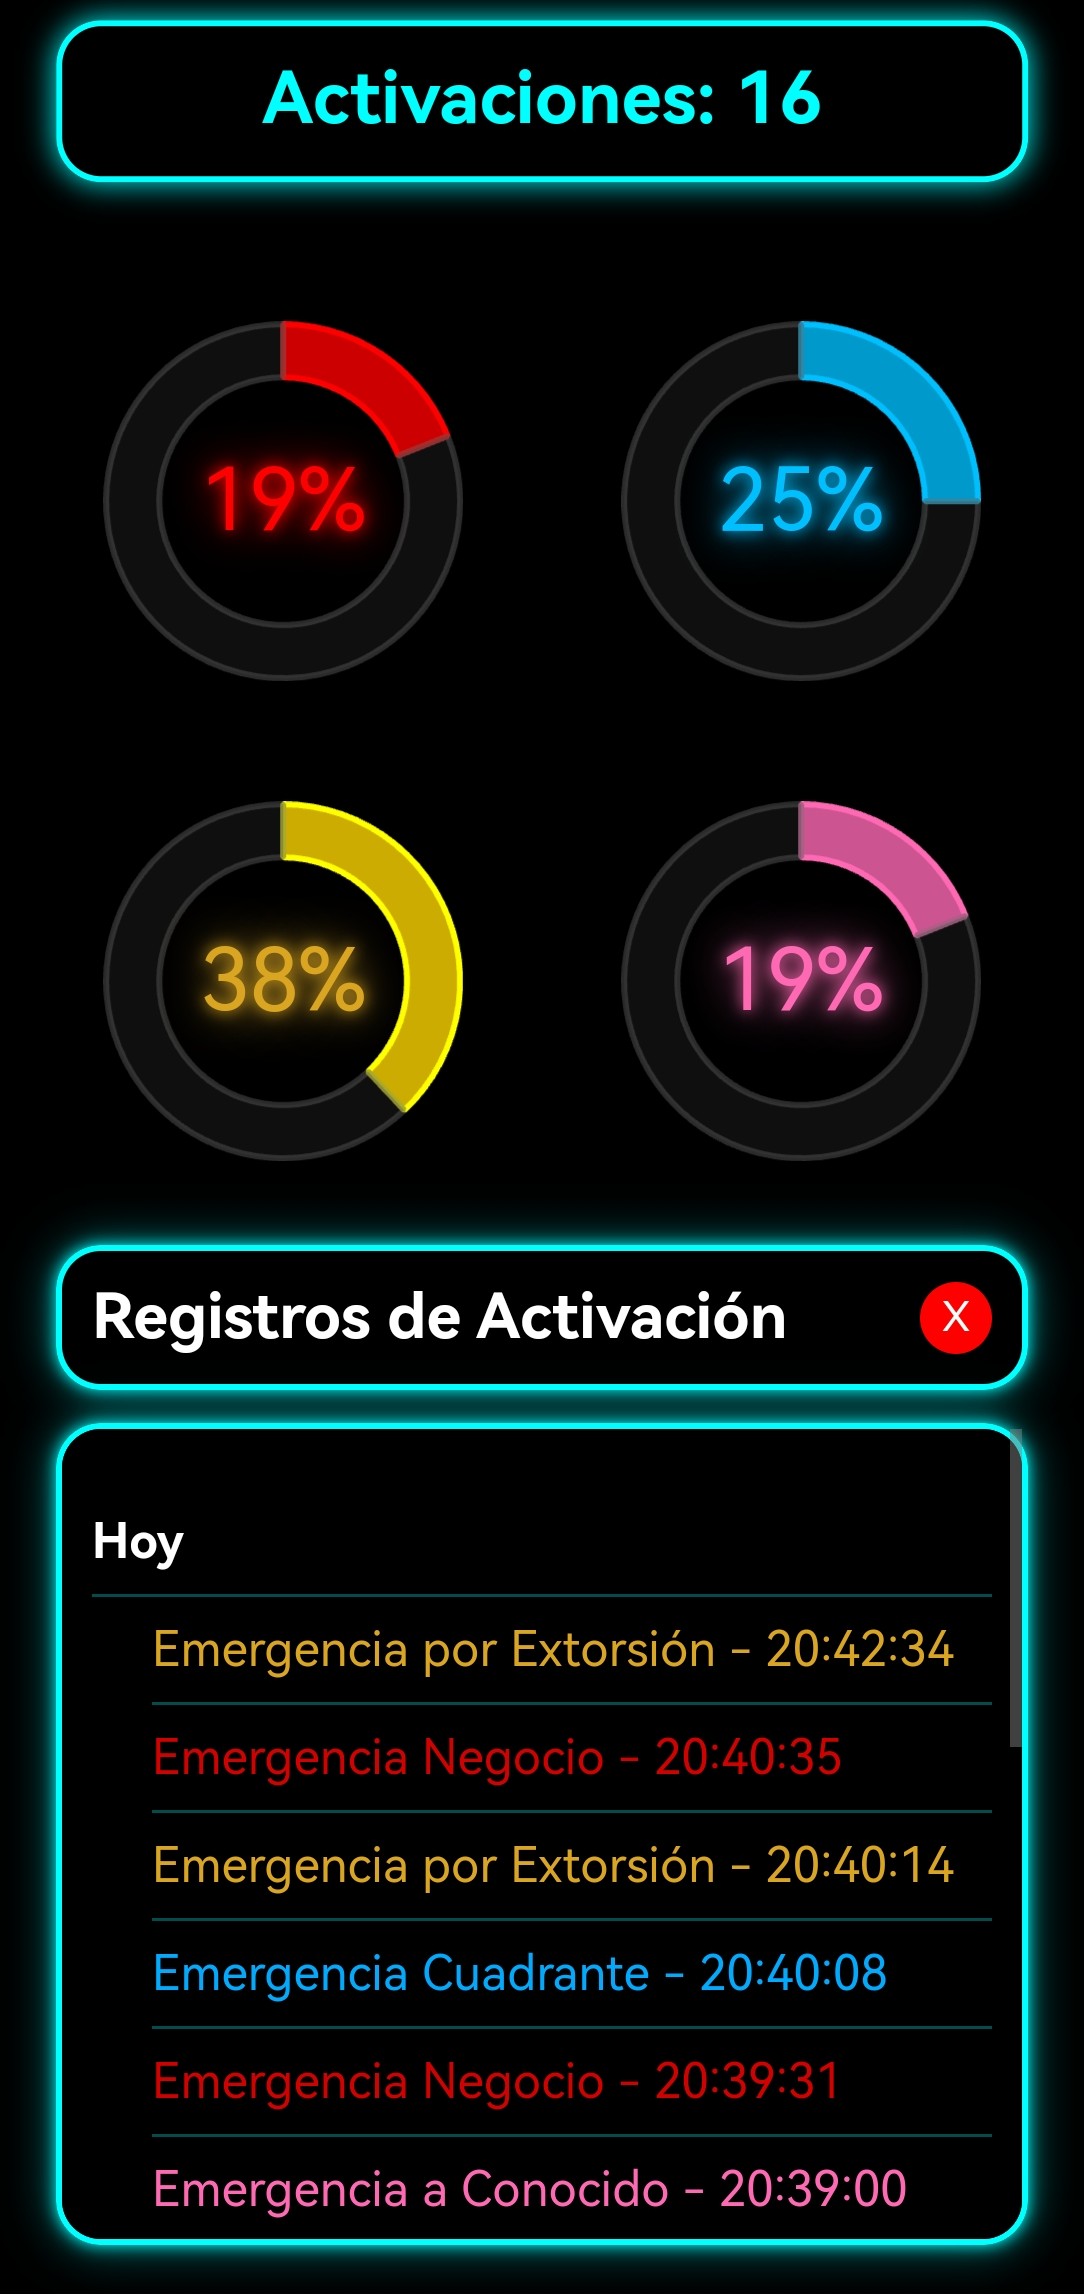 Activaciones: 16
19%
25%
38%
19%
Registros de Activación
X
Hoy
Emergencia por Extorsión - 20:42:34
Emergencia Negocio - 20:40:35
Emergencia por Extorsión - 20:40:14
Emergencia Cuadrante - 20:40:08
Emergencia Negocio - 20:39:31
Emergencia a Conocido - 20:39:00